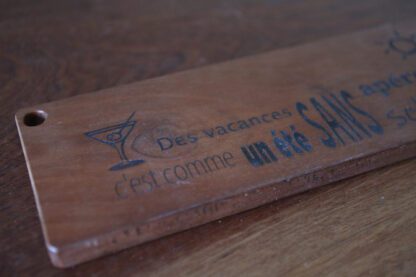 Des vacances SANS apér
c'est comme un été